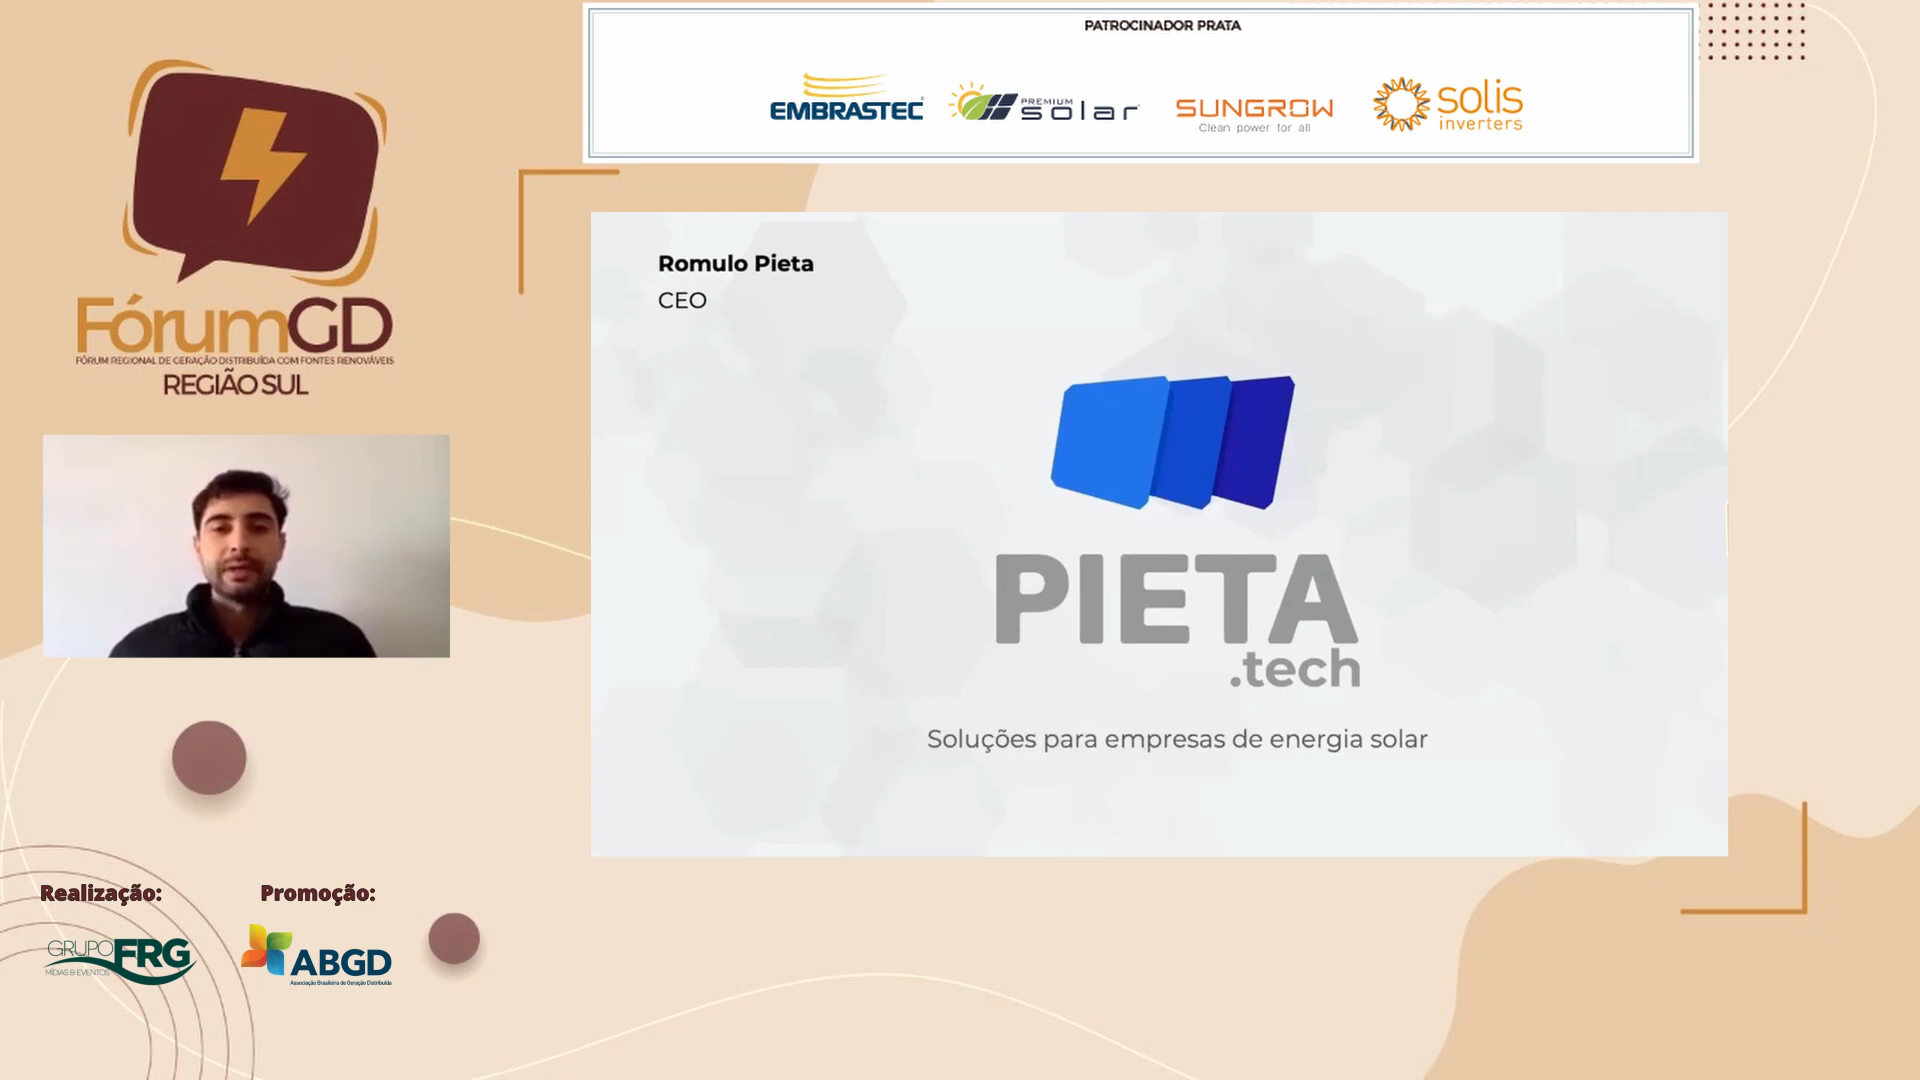 PATROCINADOR PRATA
EMBRASTEC
PREMIUM
solar
SUNGROW
Clean power for all
solis
inverters
FórumGD
FÓRUM REGIONAL DE GERAÇÃO DISTRIBUÍDA COM FONTES RENOVÁVEIS
REGIÃO SUL
Romulo Pieta
CEO
PIETA
.tech
Soluções para empresas de energia solar
Realização:
Promoção:
GRUPO FRG
MÍDIAS & EVENTOS
ABGD
Associação Brasileira de Geração Distribuída